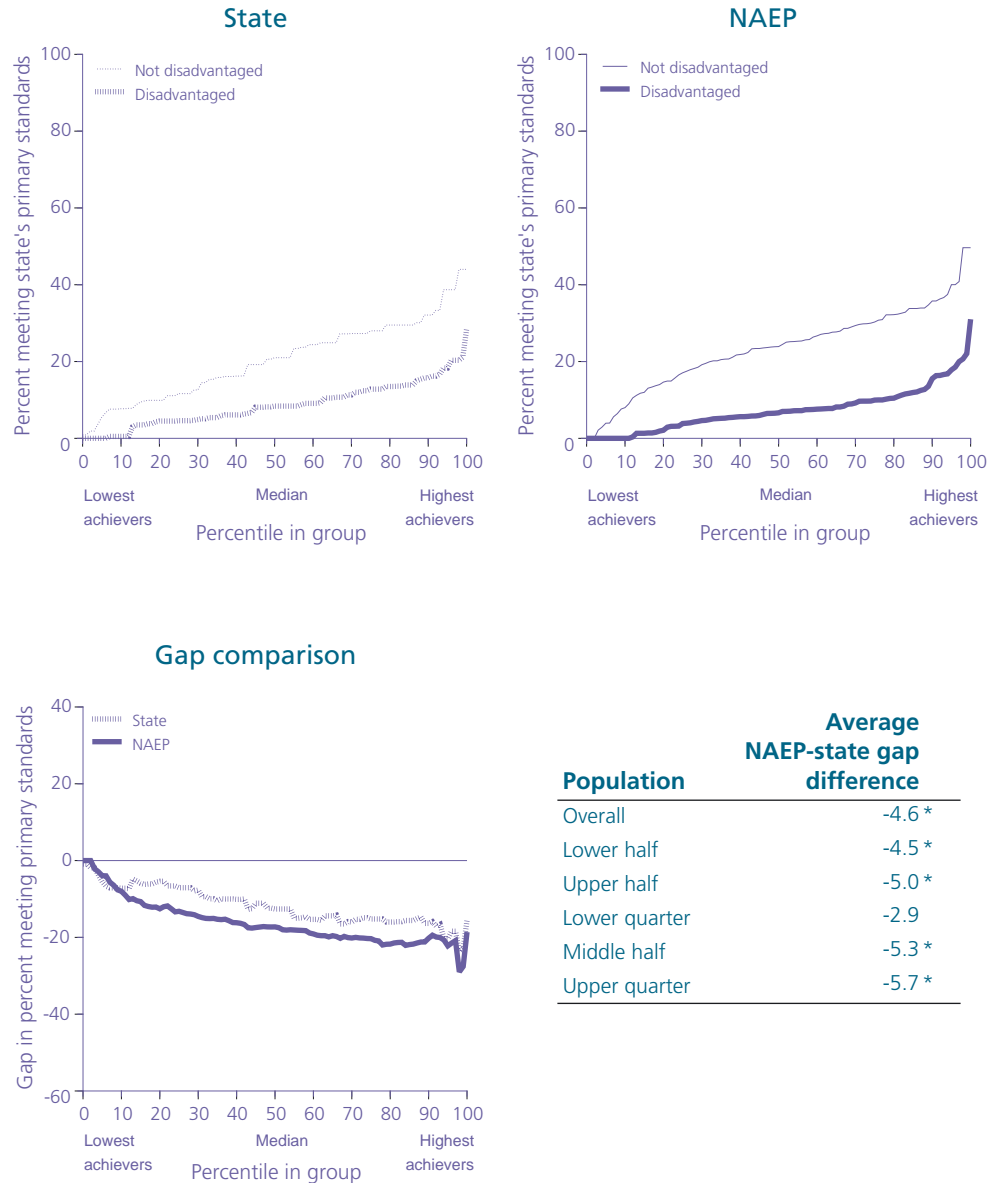 State
Percent meeting state's primary standards
100
80
60
40
20
0
Not disadvantaged
Disadvantaged
0 10 20 30 40 50 60 70 80 90 100
Lowest achievers
Median
Highest achievers
Percentile in group
NAEP
Percent meeting state's primary standards
100
80
60
40
20
0
Not disadvantaged
Disadvantaged
0 10 20 30 40 50 60 70 80 90 100
Lowest achievers
Median
Highest achievers
Percentile in group
Gap comparison
Gap in percent meeting primary standards
40
20
0
-20
-40
-60
State
NAEP
0 10 20 30 40 50 60 70 80 90 100
Lowest achievers
Median
Highest achievers
Percentile in group
Average
NAEP-state gap
Population difference
Overall -4.6 *
Lower half -4.5 *
Upper half -5.0 *
Lower quarter -2.9
Middle half -5.3 *
Upper quarter -5.7 *